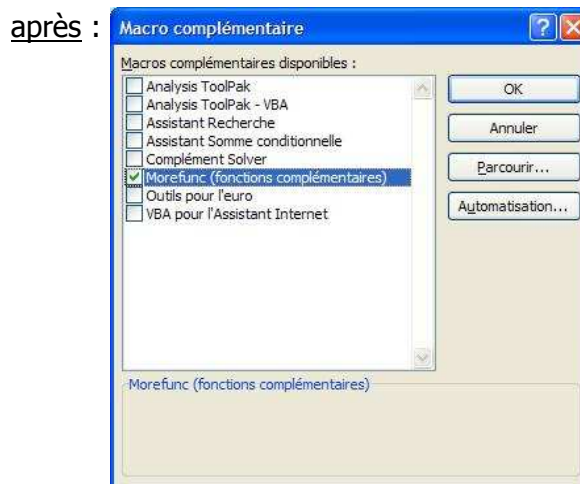 après :
Macro complémentaire
Macros complémentaires disponibles :
Analysis ToolPak
Analysis ToolPak - VBA
Assistant Recherche
Assistant Somme conditionnelle
Complément Solver
Morefunc (fonctions complémentaires)
Outils pour l'euro
VBA pour l'Assistant Internet
OK
Annuler
Parcourir...
Automatisation...
Morefunc (fonctions complémentaires)